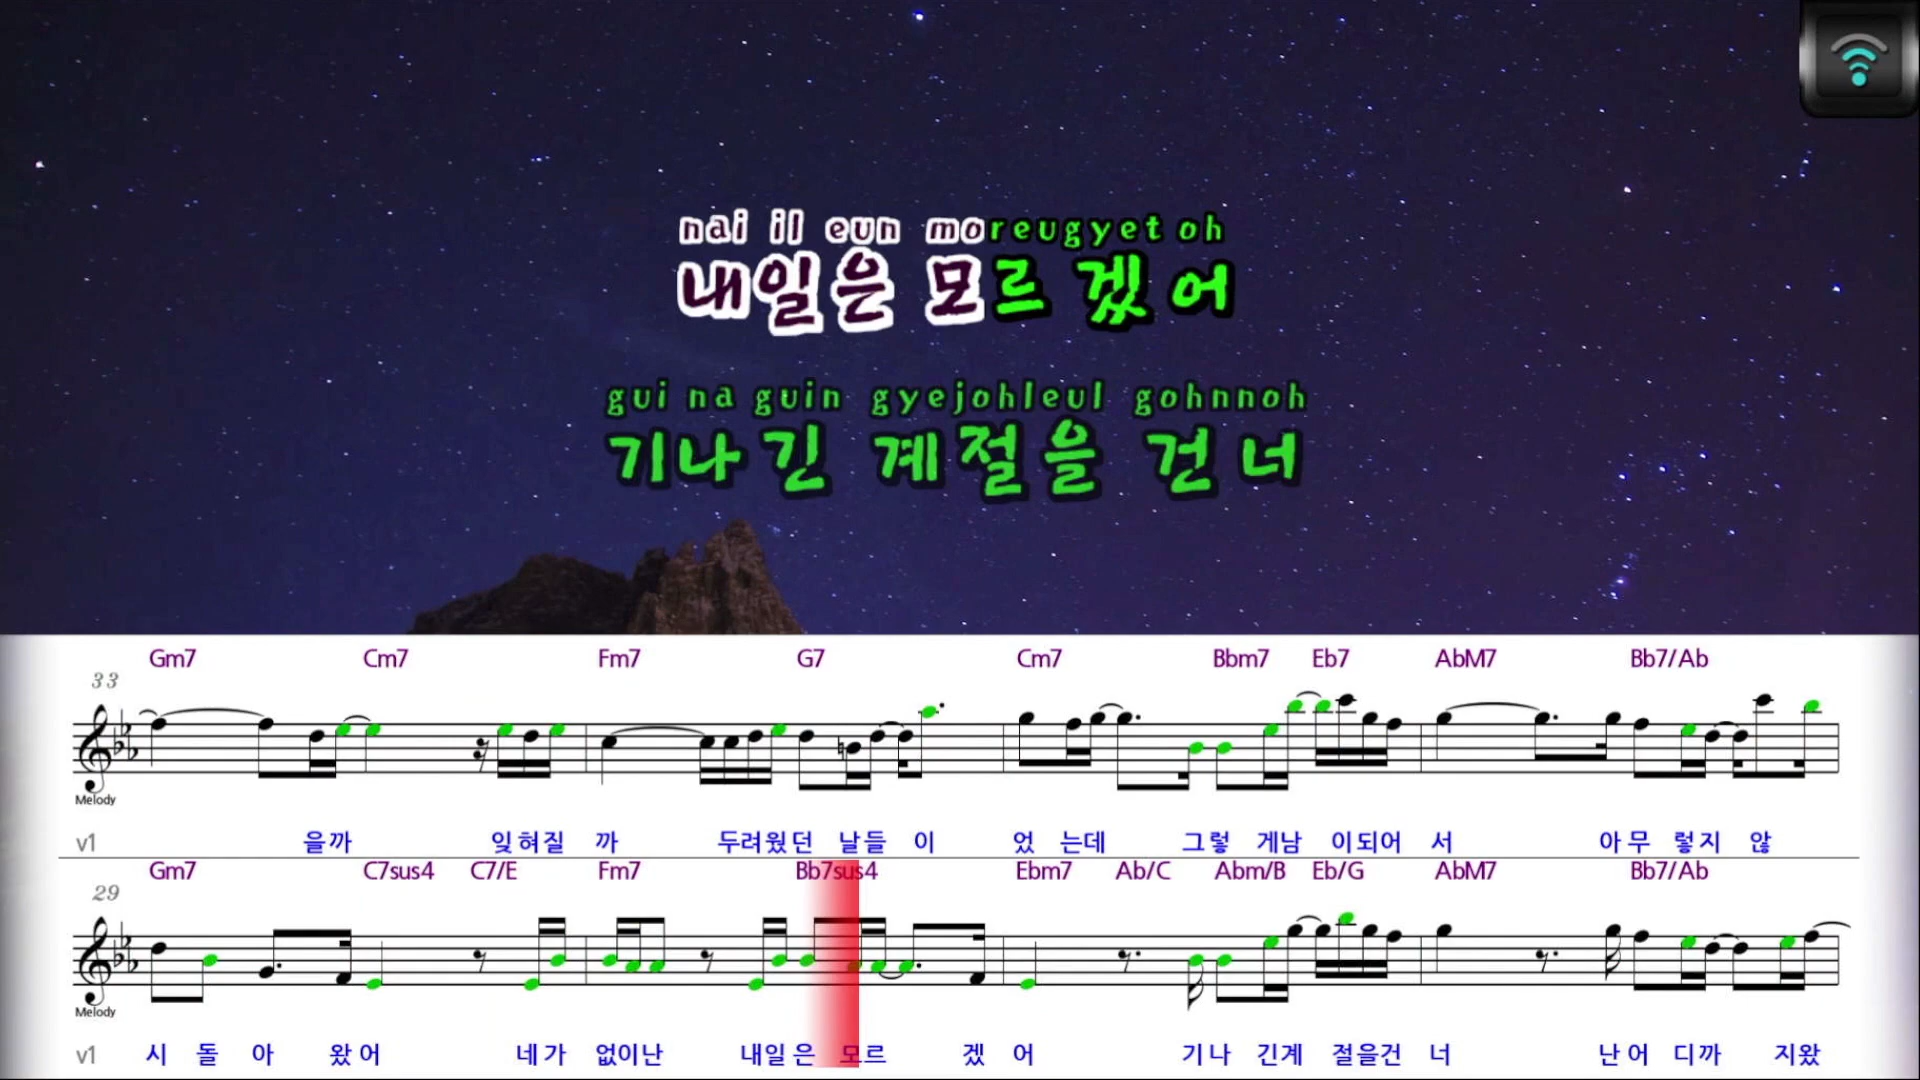 nai il eun moreugyet oh
내일은 모르 겠 어
gui na guin gyejohleul gohnnoh
기나긴 계절을 건너
Gm7 Cm7 Fm7 G7 Cm7 Bbm7 Eb7 AbM7 Bb7/Ab
33
Melody
v1 을까 잊혀질 까 두려웠던 날들 이 었 는데 그렇 게남 이되어 서 아무 렇지 않
Gm7 C7sus4 C7/E Fm7 Bb7sus4 Ebm7 Ab/C Abm/B Eb/G AbM7 Bb7/Ab
29
Melody
v1 시 돌 아 왔어 네가 없이난 내일은 모르 겠 어 기나 긴계 절을건 너 난어 디까 지왔